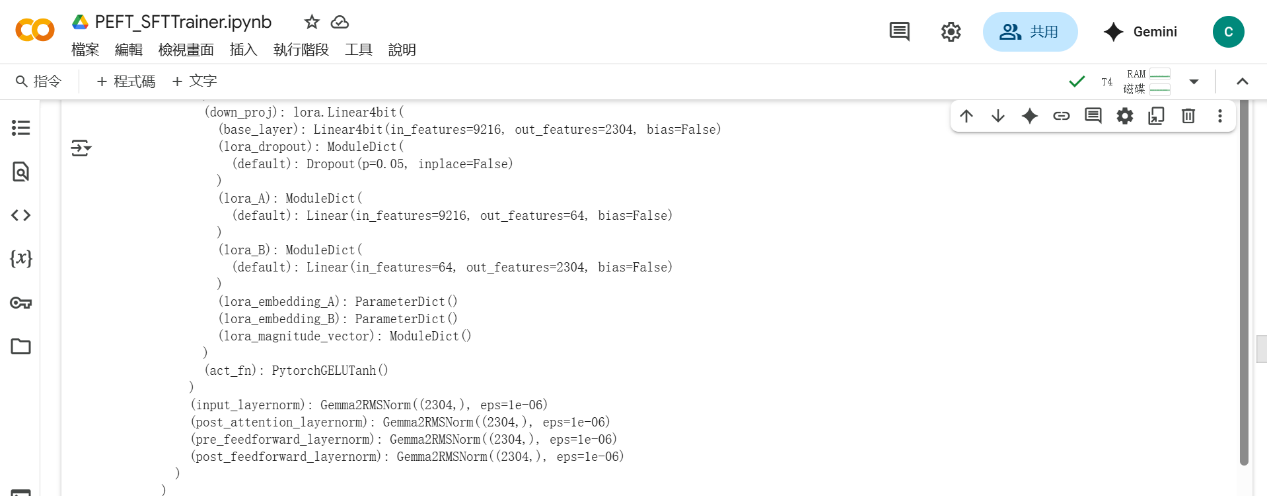 PEFT_SFTTrainer.ipynb
檔案 編輯 檢視畫面 插入 執行階段 工具 說明
共用
Gemini
C
指令 + 程式碼 + 文字
T4
RAM
磁碟
(down_proj): lora.Linear4bit(
(base_layer): Linear4bit(in_features=9216, out_features=2304, bias=False)
(lora_dropout): ModuleDict(
(default): Dropout(p=0.05, inplace=False)
)
(lora_A): ModuleDict(
(default): Linear(in_features=9216, out_features=64, bias=False)
)
(lora_B): ModuleDict(
(default): Linear(in_features=64, out_features=2304, bias=False)
)
(lora_embedding_A): ParameterDict()
(lora_embedding_B): ParameterDict()
(lora_magnitude_vector): ModuleDict()
)
(act_fn): PytorchGELUTanh()
)
(input_layernorm): Gemma2RMSNorm((2304,), eps=1e-06)
(post_attention_layernorm): Gemma2RMSNorm((2304,), eps=1e-06)
(pre_feedforward_layernorm): Gemma2RMSNorm((2304,), eps=1e-06)
(post_feedforward_layernorm): Gemma2RMSNorm((2304,), eps=1e-06)
)
)